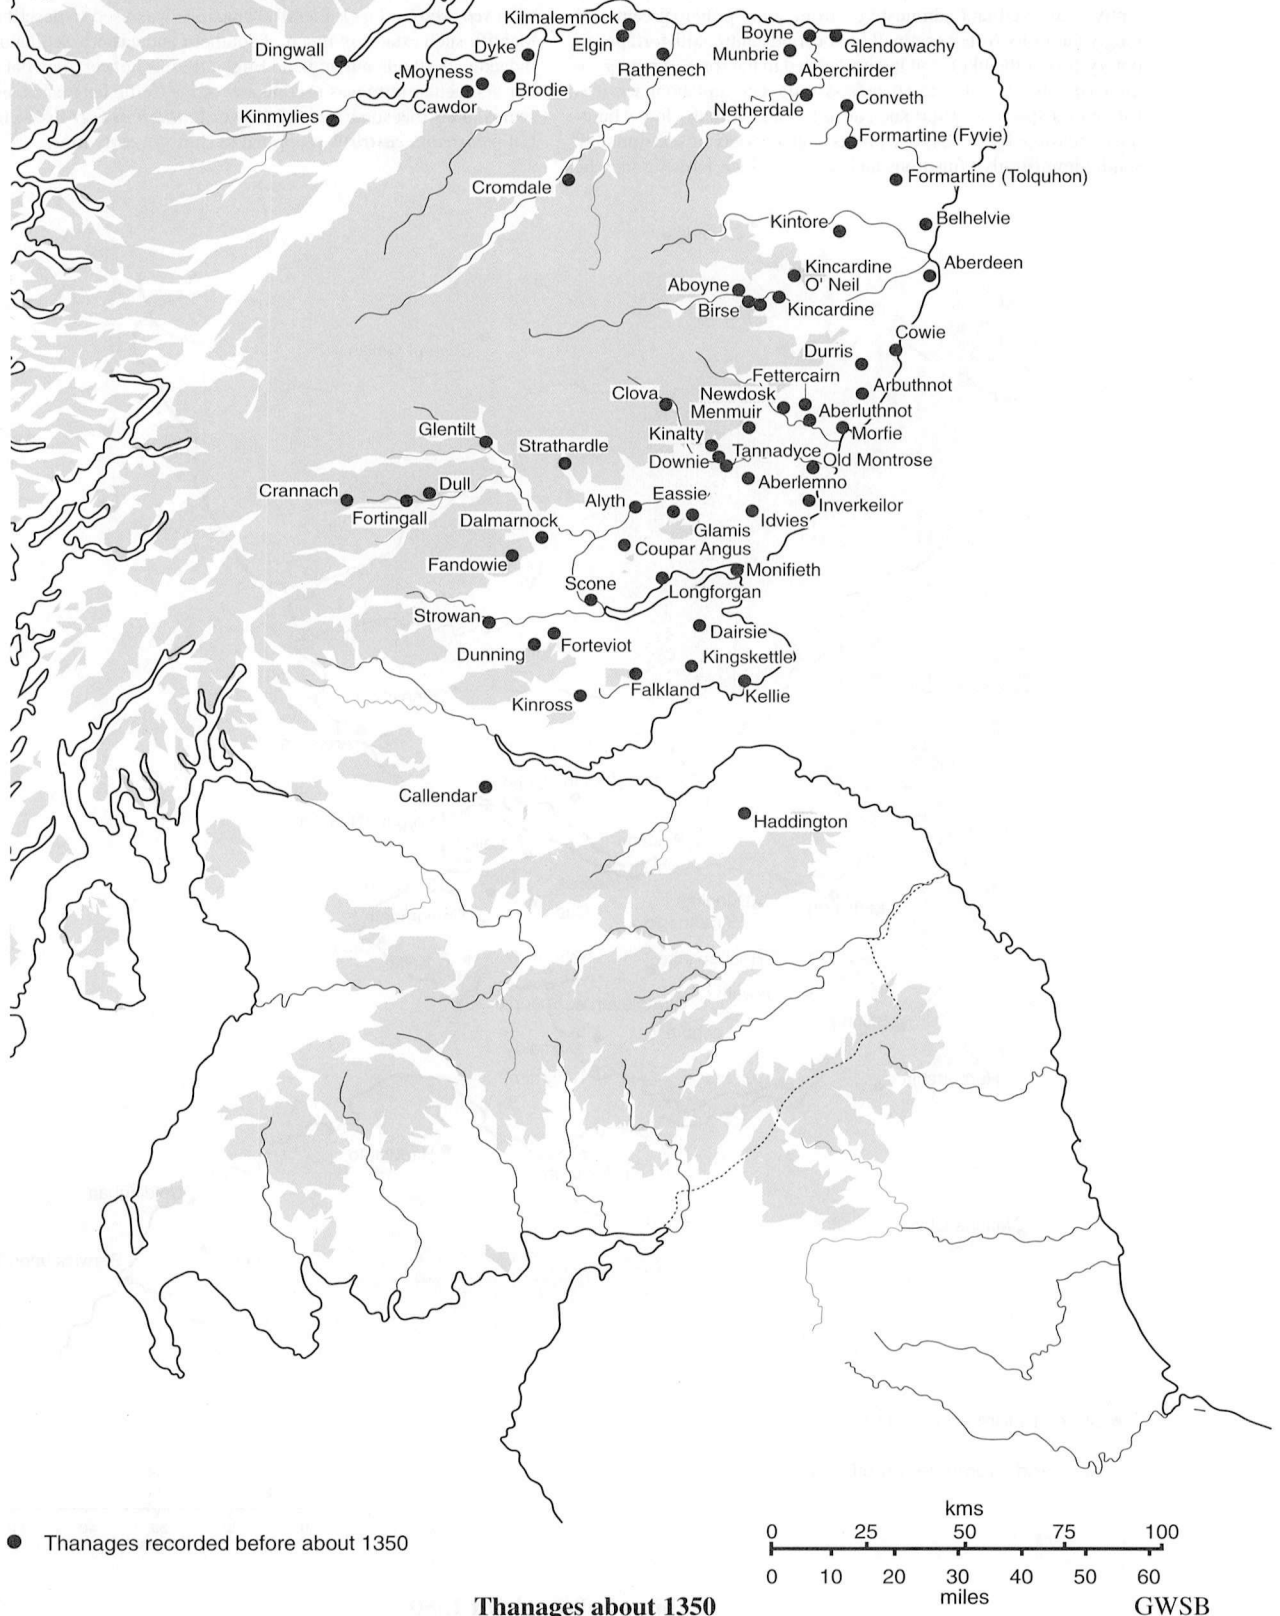 Kilmalemnock
Boyne
Glendowachy
Elgin
Dingwall
Dyke
Munbrie
Rathenech
Moyness
Aberchirder
Brodie
Cawdor
Conveth
Netherdale
Kinmylies
Formartine (Fyvie)
Formartine (Tolquhon)
Cromdale
Belhelvie
Kintore
Aberdeen
Kincardine
O' Neil
Aboyne
Birse
Kincardine
Cowie
Durris
Fettercairn
Arbuthnot
Clova
Newdosk
Menmuir
Aberluthnot
Glentilt
Kinalty
Morfie
Strathardle
Tannadyce
Downie
Old Montrose
Dull
Aberlemno
Crannach
Eassie
Alyth
Inverkeilor
Fortingall
Dalmarnock
Idvies
Glamis
Coupar Angus
Fandowie
Monifieth
Scone
Longforgan
Strowan
Dairsie
Forteviot
Dunning
Kingskettle
Falkland
Kellie
Kinross
Callendar
Haddington
kms
0 25 50 75 100
Thanages recorded before about 1350
0 10 20 30 40 50 60
miles
Thanages about 1350
GWSB